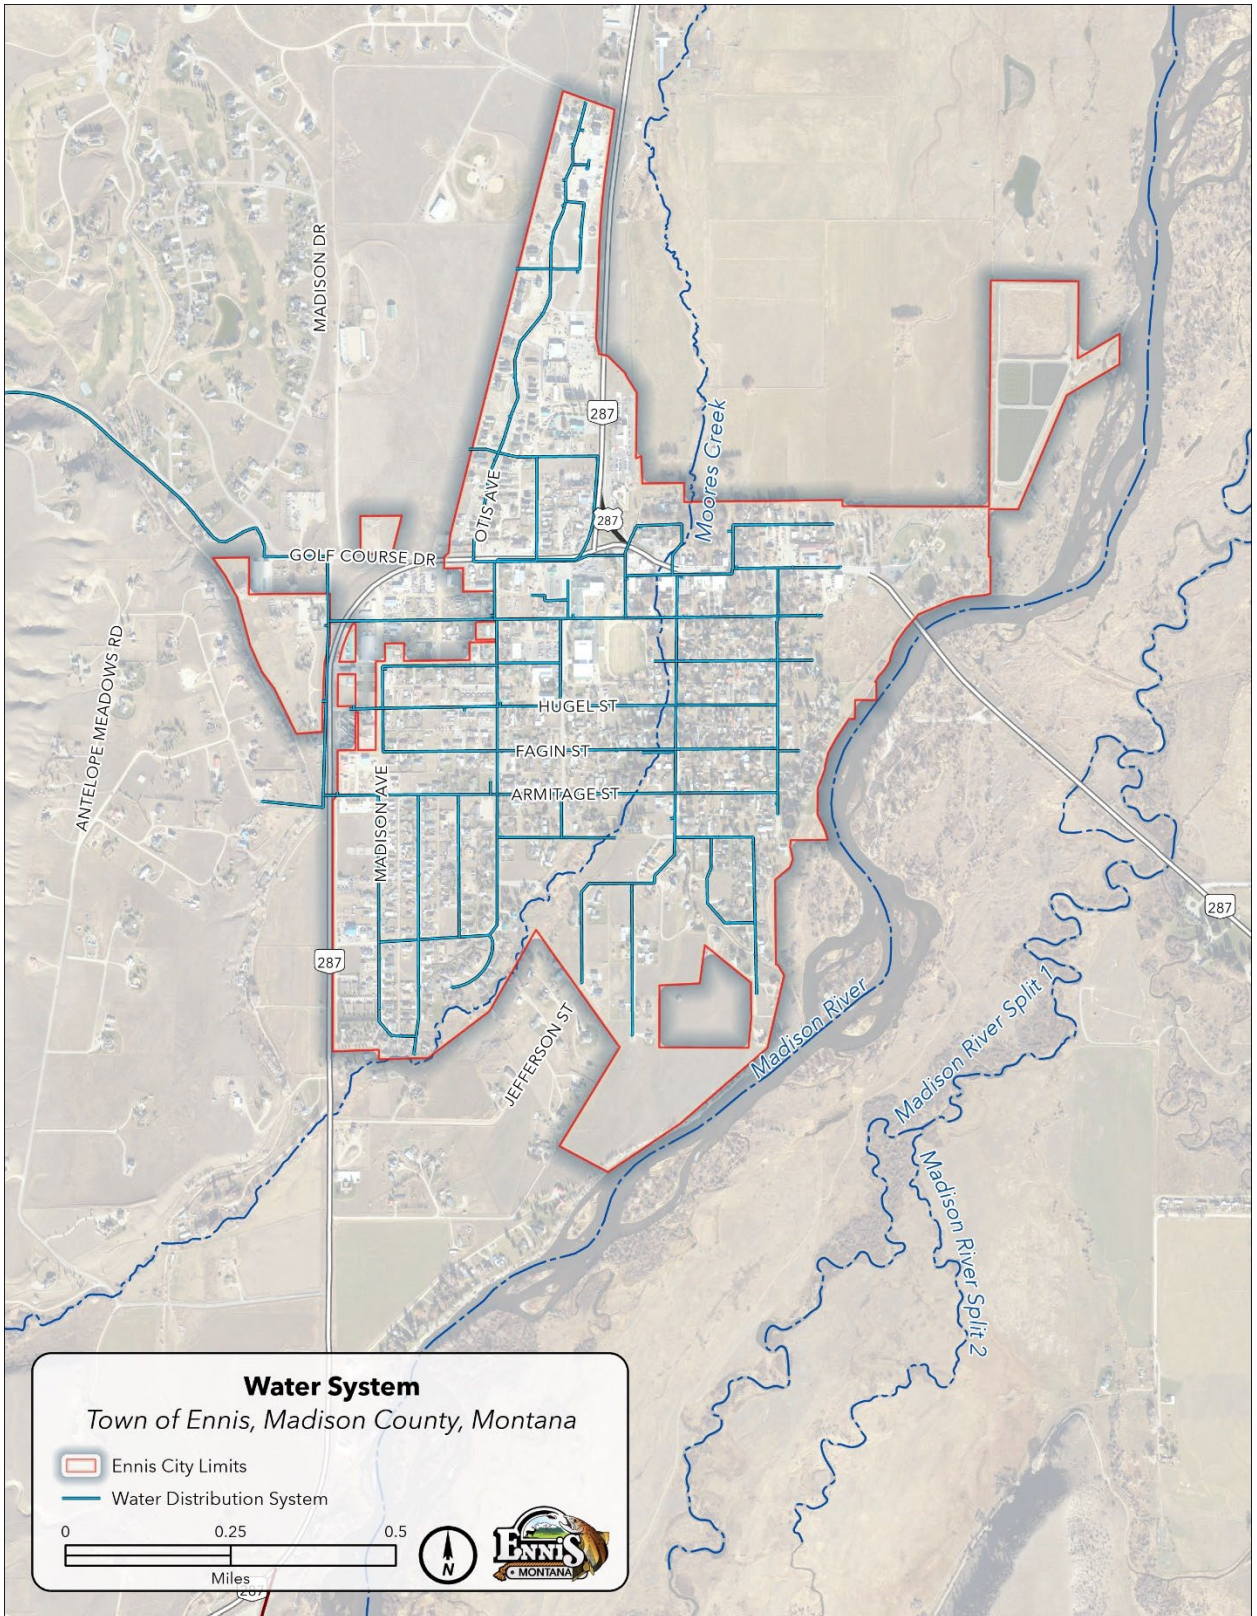 MADISON DR
287
Moores Creek
OTIS AVE
287
GOLF COURSE DR
ANTELOPE MEADOWS RD
HUGEL ST
FAGIN ST
MADISON AVE
ARMITAGE ST
287
287
JEFFERSON ST
Madison River
Madison River Split 1
Madison River Split 2
Water System
Town of Ennis, Madison County, Montana
Ennis City Limits
Water Distribution System
0 0.25 0.5
Miles
N
ENNIS
MONTANA
287